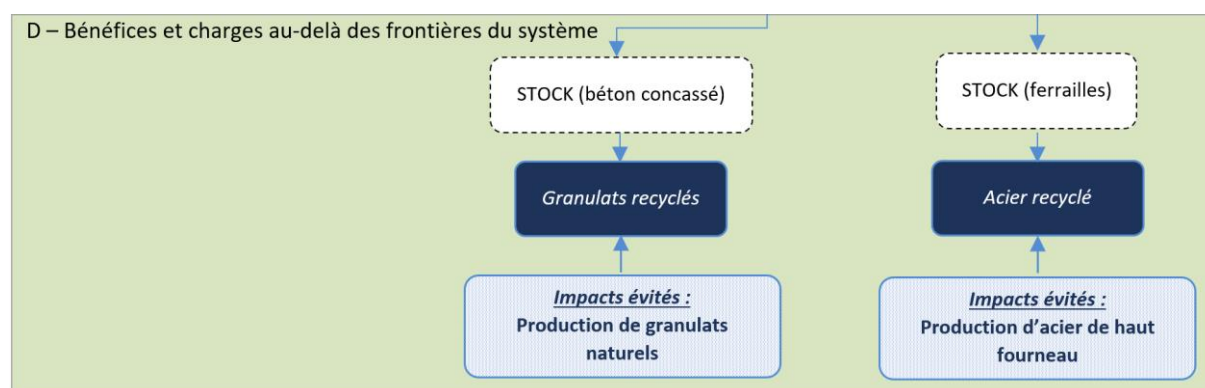 D – Bénéfices et charges au-delà des frontières du système
STOCK (béton concassé)
STOCK (ferrailles)
Granulats recyclés
Acier recyclé
Impacts évités :
Production de granulats
naturels
Impacts évités :
Production d’acier de haut
fourneau